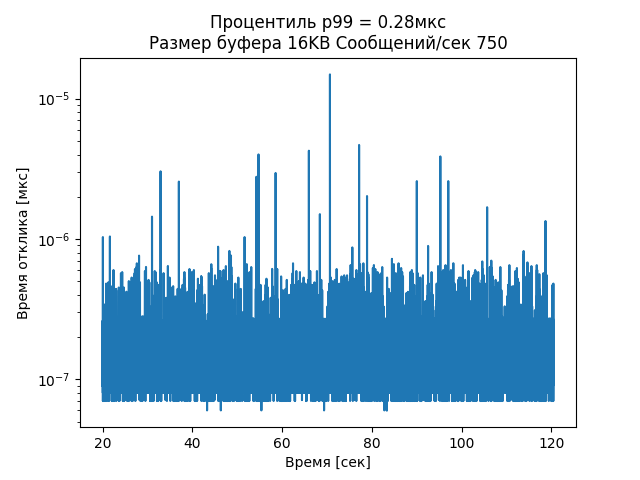 Процентиль p99 = 0.28мкс
Размер буфера 16KB Сообщений/сек 750
Время отклика [мкс]
10⁻⁵
10⁻⁶
10⁻⁷
20 40 60 80 100 120
Время [сек]